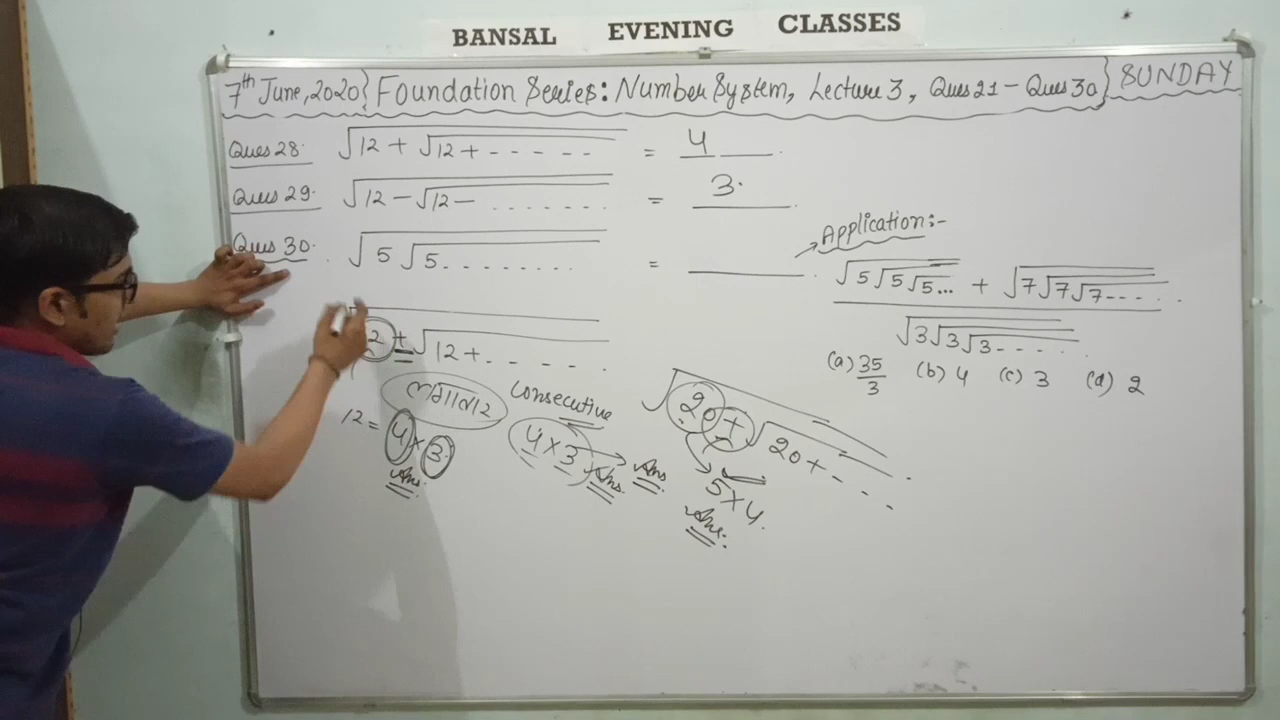 BANSAL EVENING CLASSES
7th June, 2020} Foundation Series: Number System, Lecture 3, Ques 21 - Ques 30} SUNDAY
Ques 28. √12 + √12 + - - - - - = 4
Ques 29. √12 - √12 - ....... = 3.
Ques 30. √5 √5........ =
Application:-
√5√5√5... + √7√7√7----.
√3√3√3-----.
(a) 35/3 (b) 4 (c) 3 (d) 2
2 + √12 + - - - - .
लगातार consecutive
12 = 4 × 3.
Ans.
4 × 3 Ans.
Ans
√20 + √20 + - - -
5 × 4.
Ans.